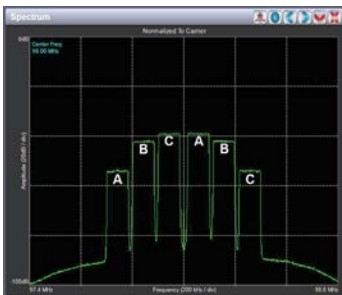 Spectrum
Normalized To Carrier
0dB
Center Freq
98.00 MHz
A B C A B C
Amplitude (20dB / div)
-100dB
97.4 MHz
Frequency (200 kHz / div)
98.6 MHz